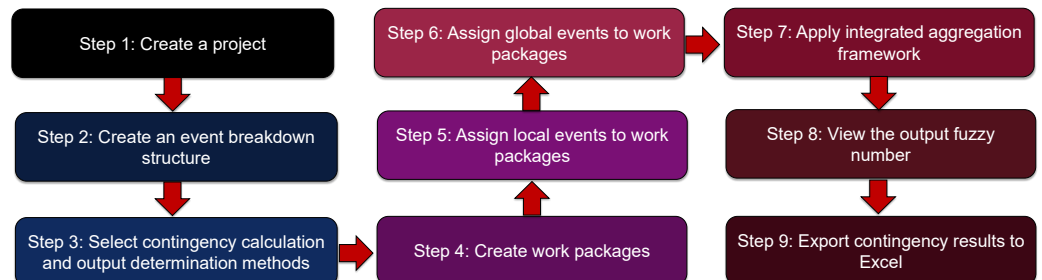 Step 1: Create a project
Step 2: Create an event breakdown
structure
Step 3: Select contingency calculation
and output determination methods
Step 4: Create work packages
Step 5: Assign local events to work
packages
Step 6: Assign global events to work
packages
Step 7: Apply integrated aggregation
framework
Step 8: View the output fuzzy
number
Step 9: Export contingency results to
Excel